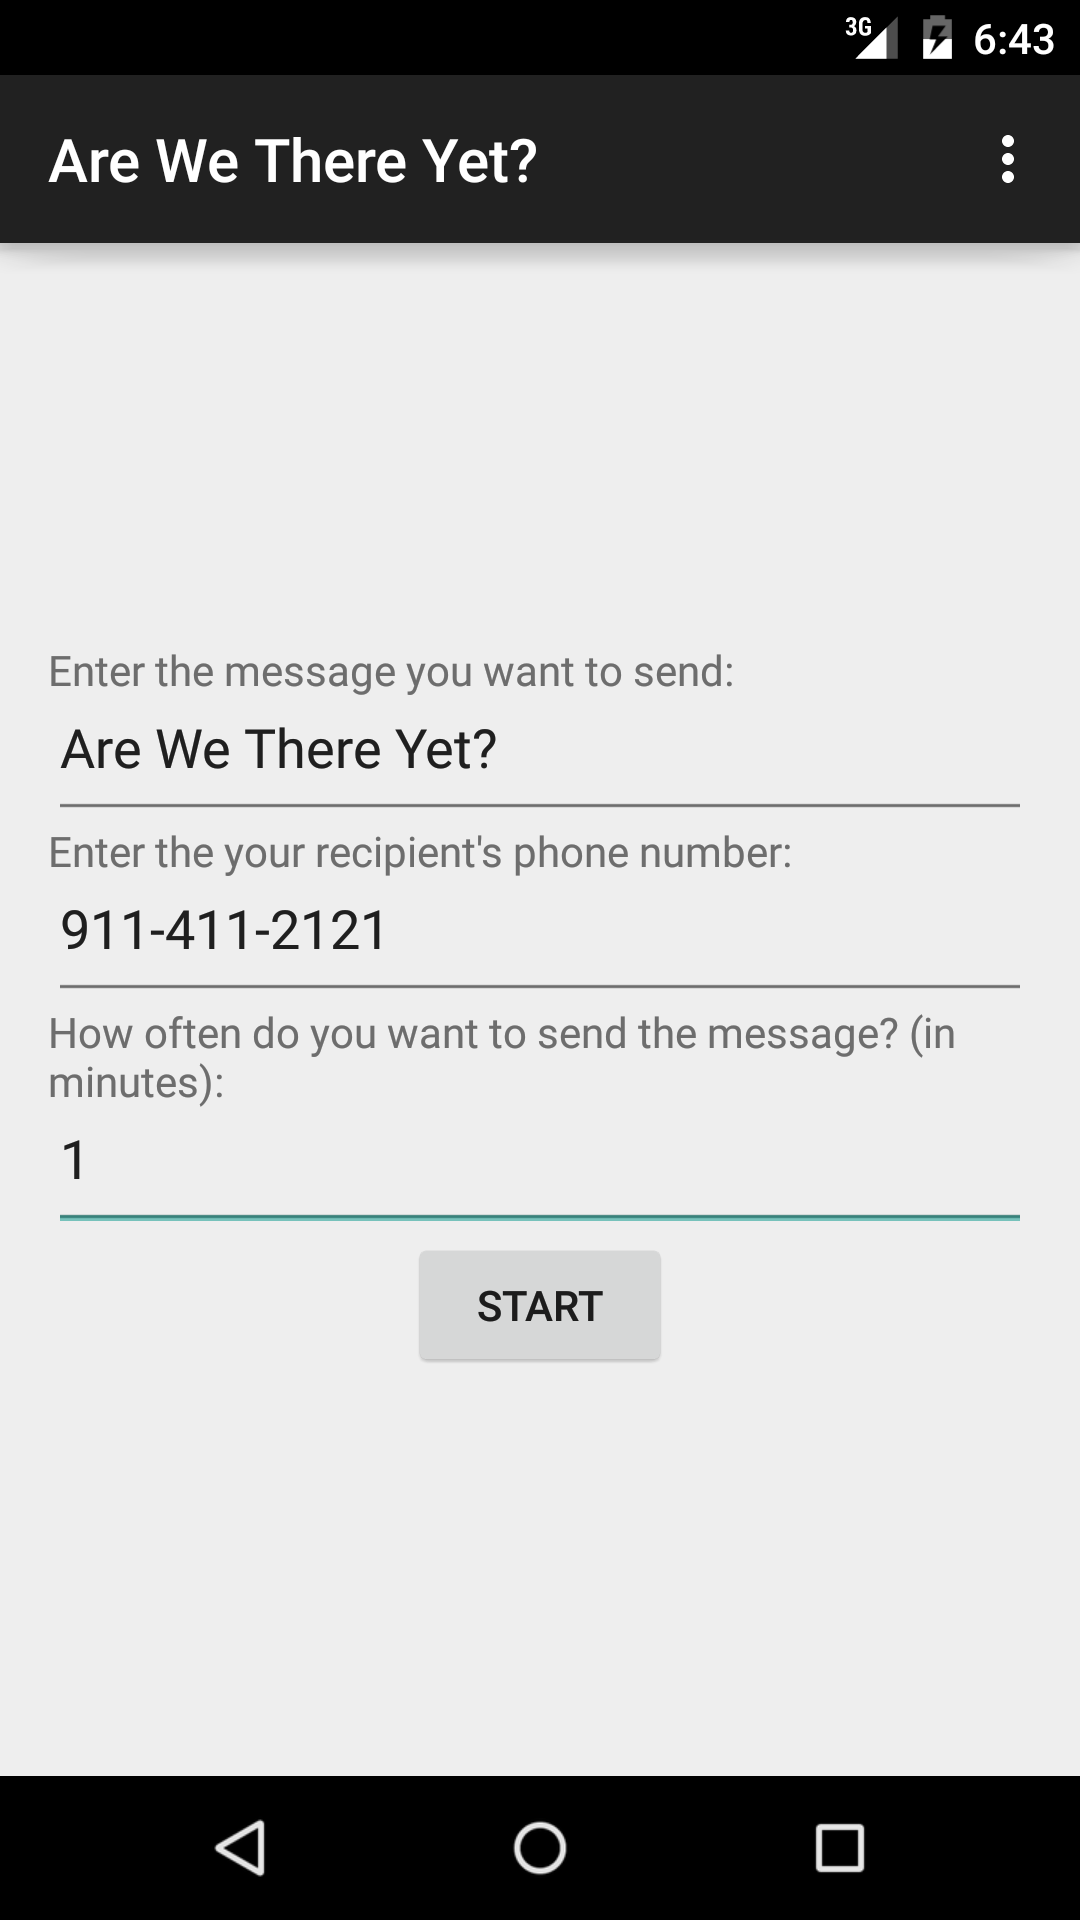 3G 6:43
Are We There Yet?
Enter the message you want to send:
Are We There Yet?
Enter the your recipient's phone number:
911-411-2121
How often do you want to send the message? (in
minutes):
1
START